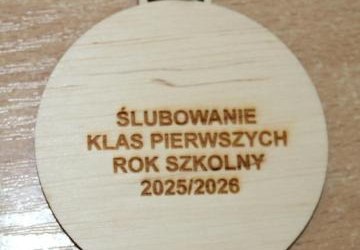 ŚLUBOWANIE
KLAS PIERWSZYCH
ROK SZKOLNY
2025/2026